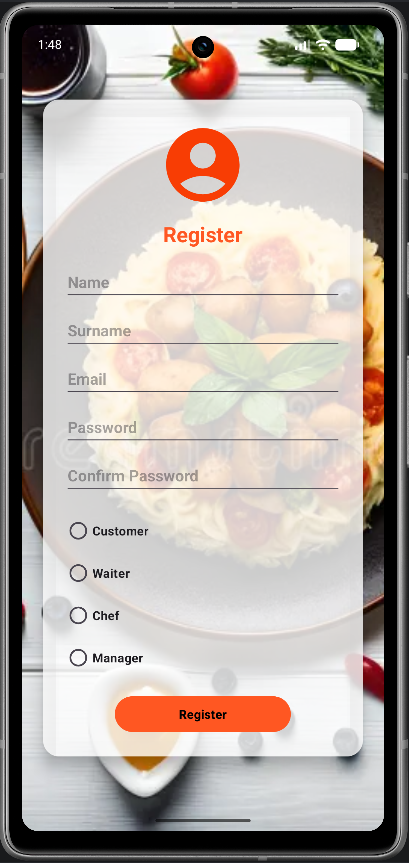 1:48
Register
Name
Surname
Email
Password
Confirm Password
Customer
Waiter
Chef
Manager
Register